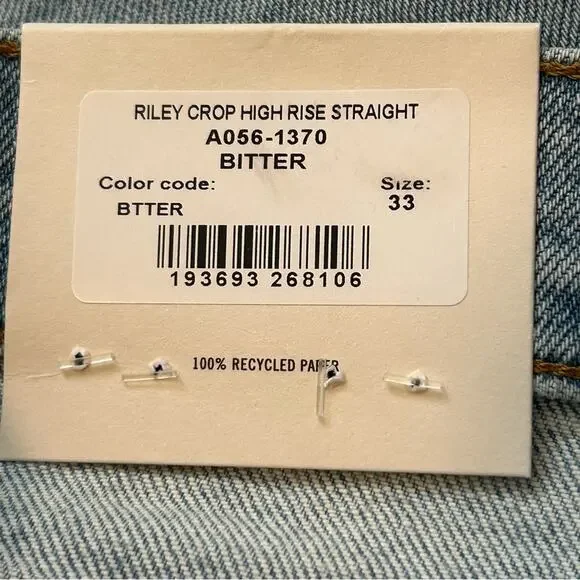 RILEY CROP HIGH RISE STRAIGHT
A056-1370
BITTER
Color code: Size:
BTTER 33
193693 268106
100% RECYCLED PAPER